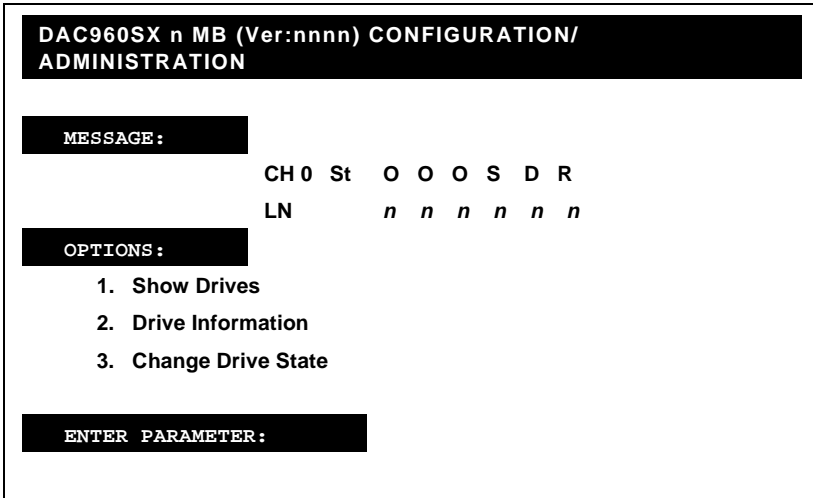 DAC960SX n MB (Ver:nnnn) CONFIGURATION/
ADMINISTRATION
MESSAGE:
CH 0 St O O O S D R
LN n n n n n n
OPTIONS:
1. Show Drives
2. Drive Information
3. Change Drive State
ENTER PARAMETER: